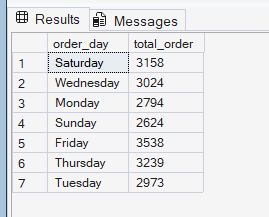 Results Messages
order_day total_order
1 Saturday 3158
2 Wednesday 3024
3 Monday 2794
4 Sunday 2624
5 Friday 3538
6 Thursday 3239
7 Tuesday 2973